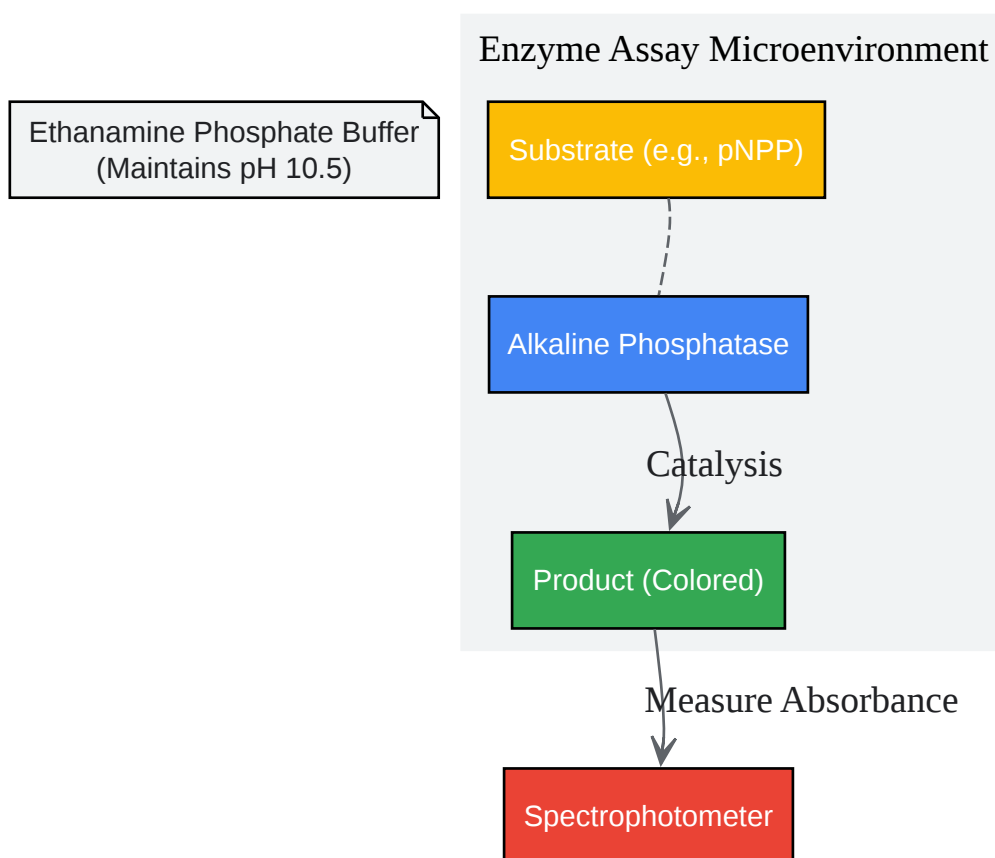 Enzyme Assay Microenvironment
Ethanamine Phosphate Buffer
(Maintains pH 10.5)
Substrate (e.g., pNPP)
Alkaline Phosphatase
Catalysis
Product (Colored)
Measure Absorbance
Spectrophotometer